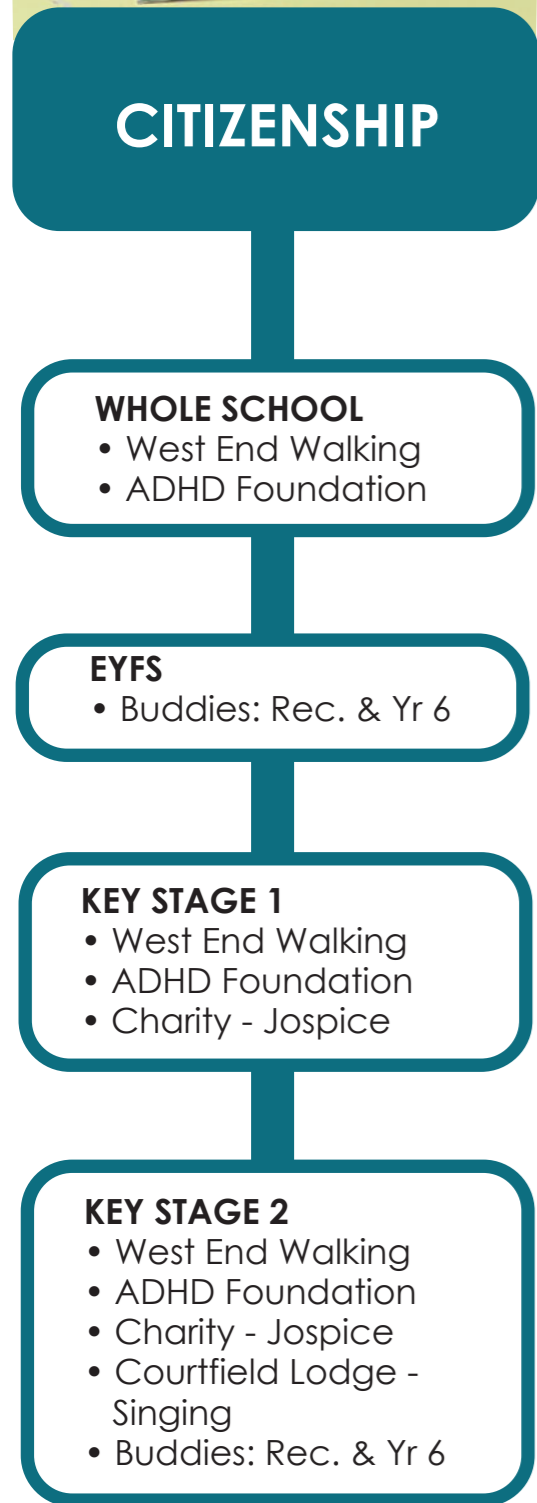 CITIZENSHIP
WHOLE SCHOOL
• West End Walking
• ADHD Foundation
EYFS
• Buddies: Rec. & Yr 6
KEY STAGE 1
• West End Walking
• ADHD Foundation
• Charity - Jospice
KEY STAGE 2
• West End Walking
• ADHD Foundation
• Charity - Jospice
• Courtfield Lodge -
Singing
• Buddies: Rec. & Yr 6